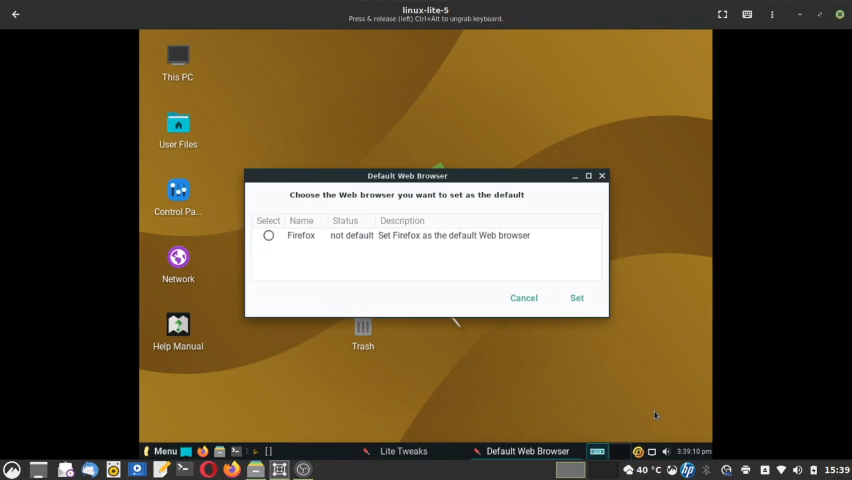 linux-lite-5
Press & release (left) Ctrl+Alt to ungrab keyboard.
This PC
User Files
Control Pa...
Network
Help Manual
Trash
Default Web Browser
Choose the Web browser you want to set as the default
Select Name Status Description
Firefox not default Set Firefox as the default Web browser
Cancel Set
Menu Lite Tweaks Default Web Browser 3:39:10 pm
40 °C hp 15:39